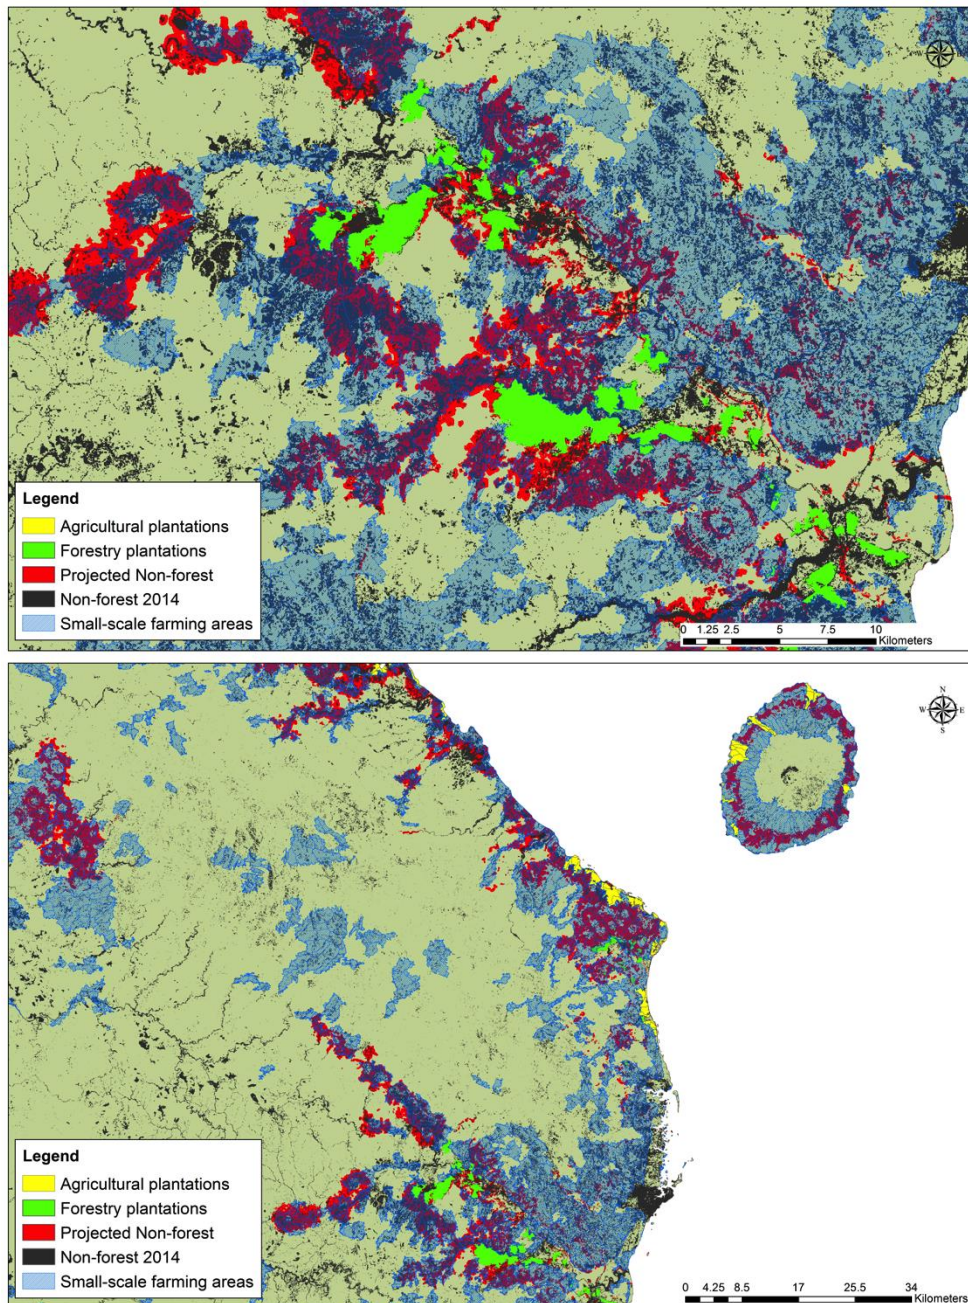 W
S
Legend
Agricultural plantations
Forestry plantations
Projected Non-forest
Non-forest 2014
Small-scale farming areas
0 1.25 2.5 5 7.5 10
Kilometers
N
W E
S
Legend
Agricultural plantations
Forestry plantations
Projected Non-forest
Non-forest 2014
Small-scale farming areas
0 4.25 8.5 17 25.5 34
Kilometers